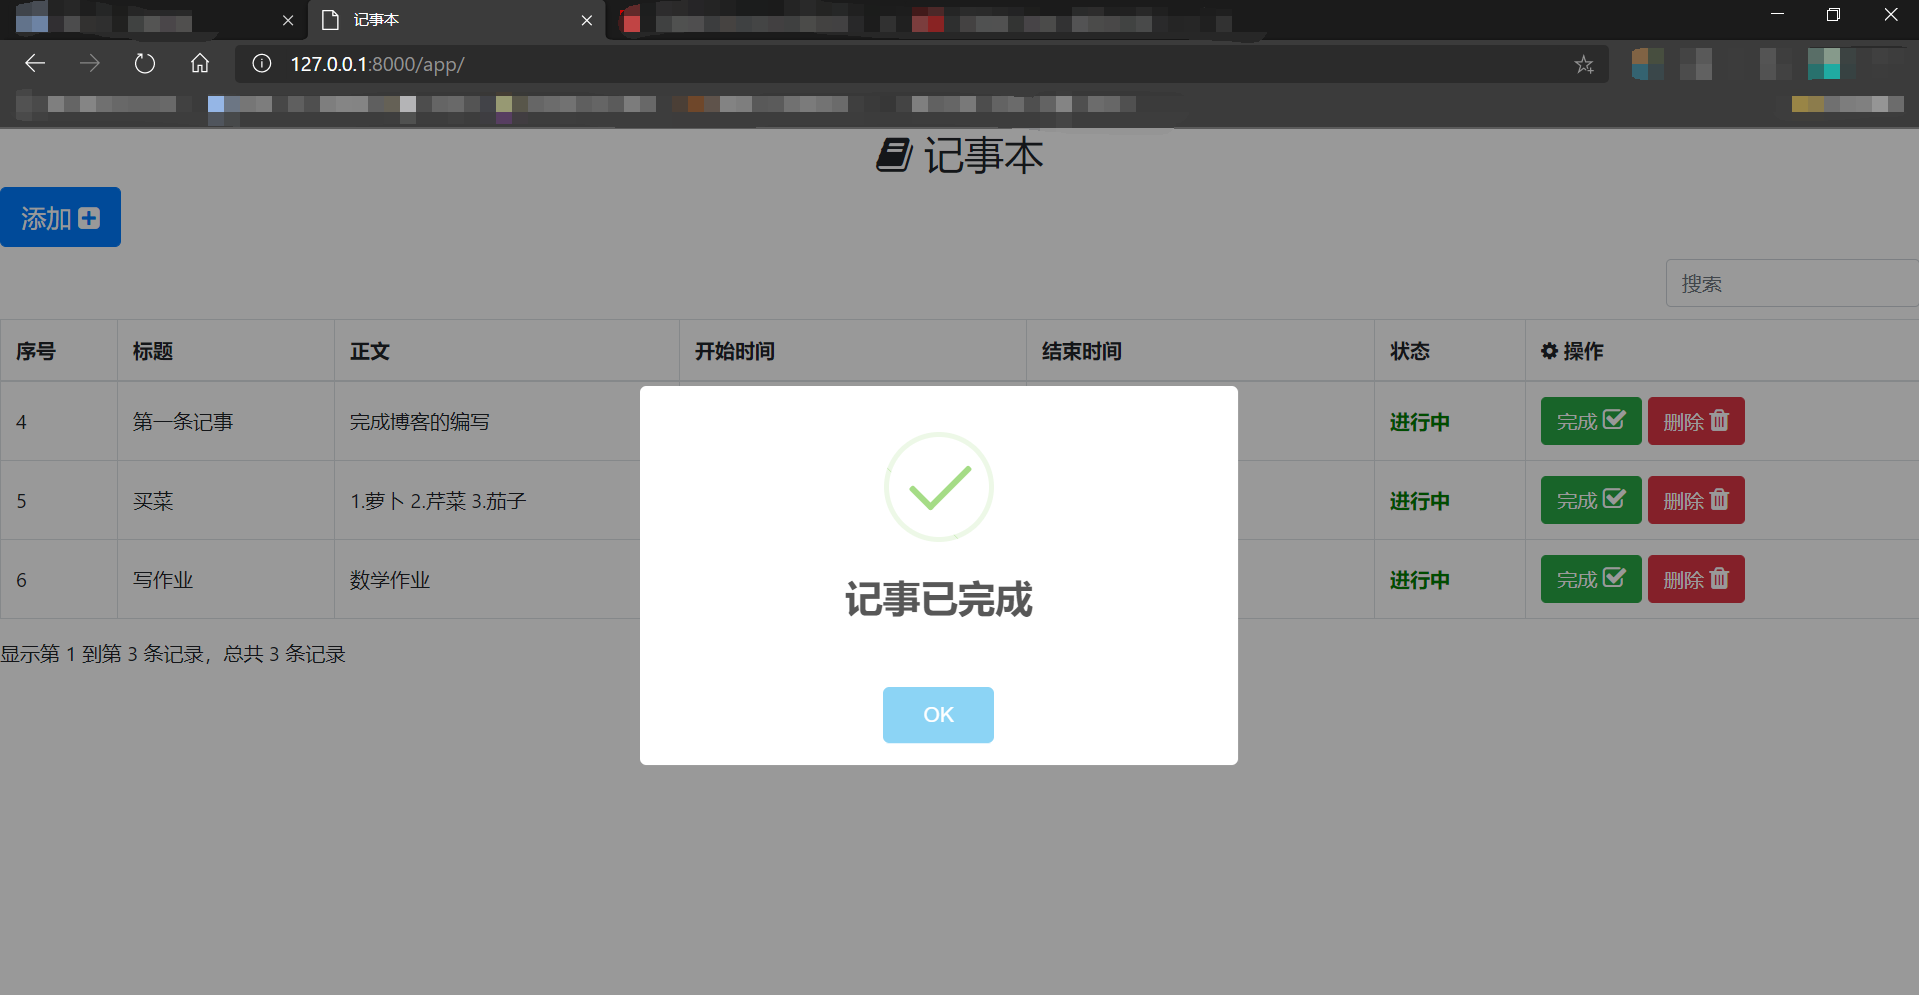 记事本
127.0.0.1:8000/app/
记事本
添加
搜索
序号 标题 正文 开始时间 结束时间 状态 操作
4 第一条记事 完成博客的编写 进行中 完成 删除
5 买菜 1.萝卜 2.芹菜 3.茄子 进行中 完成 删除
6 写作业 数学作业 进行中 完成 删除
显示第 1 到第 3 条记录，总共 3 条记录
记事已完成
OK